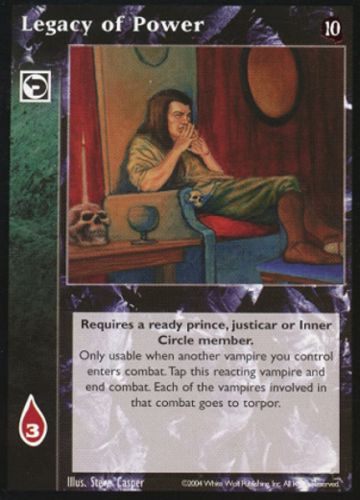 Legacy of Power
10
Requires a ready prince, justicar or Inner
Circle member.
Only usable when another vampire you control
enters combat. Tap this reacting vampire and
end combat. Each of the vampires involved in
that combat goes to torpor.
3
Illus. Steve Casper
©2004 White Wolf Publishing, Inc. All Rights Reserved.